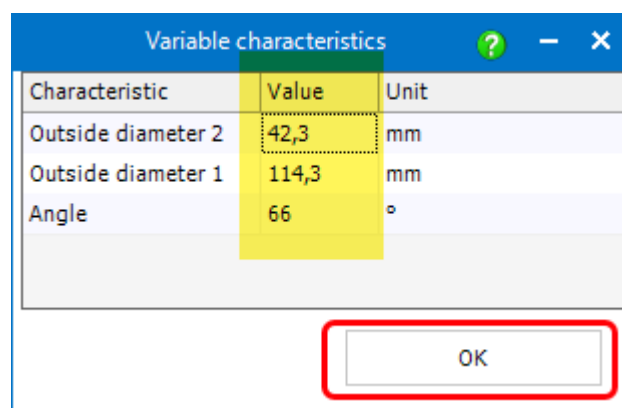 Variable characteristics ?
Characteristic Value Unit
Outside diameter 2 42,3 mm
Outside diameter 1 114,3 mm
Angle 66 °
OK